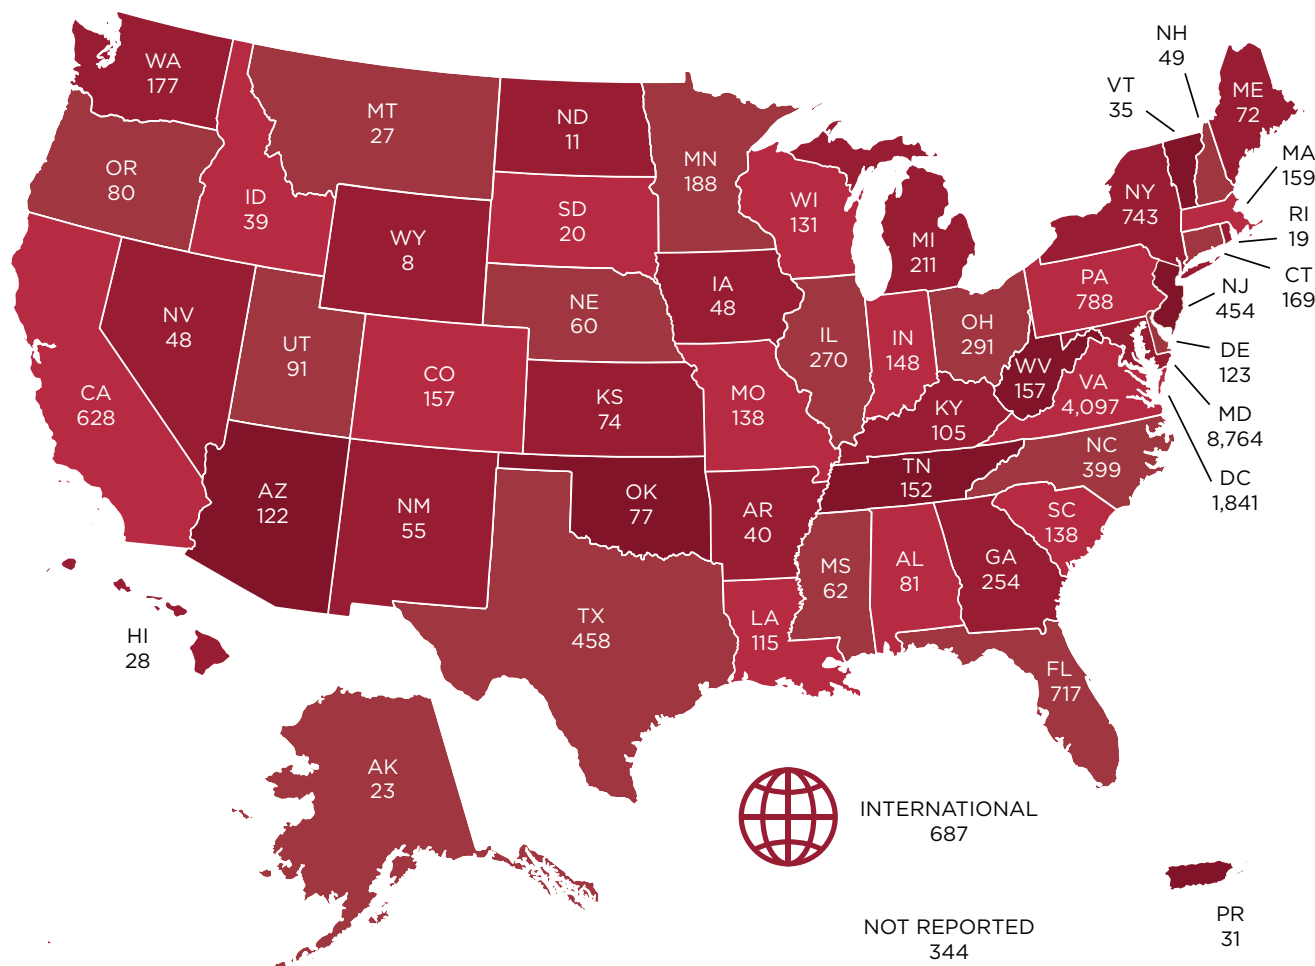 WA
177
OR
80
ID
39
MT
27
ND
11
MN
188
SD
20
WI
131
WY
8
MI
211
NH
49
VT
35
ME
72
MA
159
NY
743
RI
19
CT
169
PA
788
NJ
454
DE
123
MD
8,764
DC
1,841
NV
48
UT
91
CA
628
CO
157
NE
60
IA
48
IL
270
IN
148
OH
291
WV
157
VA
4,097
KS
74
MO
138
KY
105
NC
399
TN
152
AZ
122
NM
55
OK
77
AR
40
SC
138
MS
62
AL
81
GA
254
TX
458
LA
115
FL
717
HI
28
AK
23
INTERNATIONAL
687
NOT REPORTED
344
PR
31